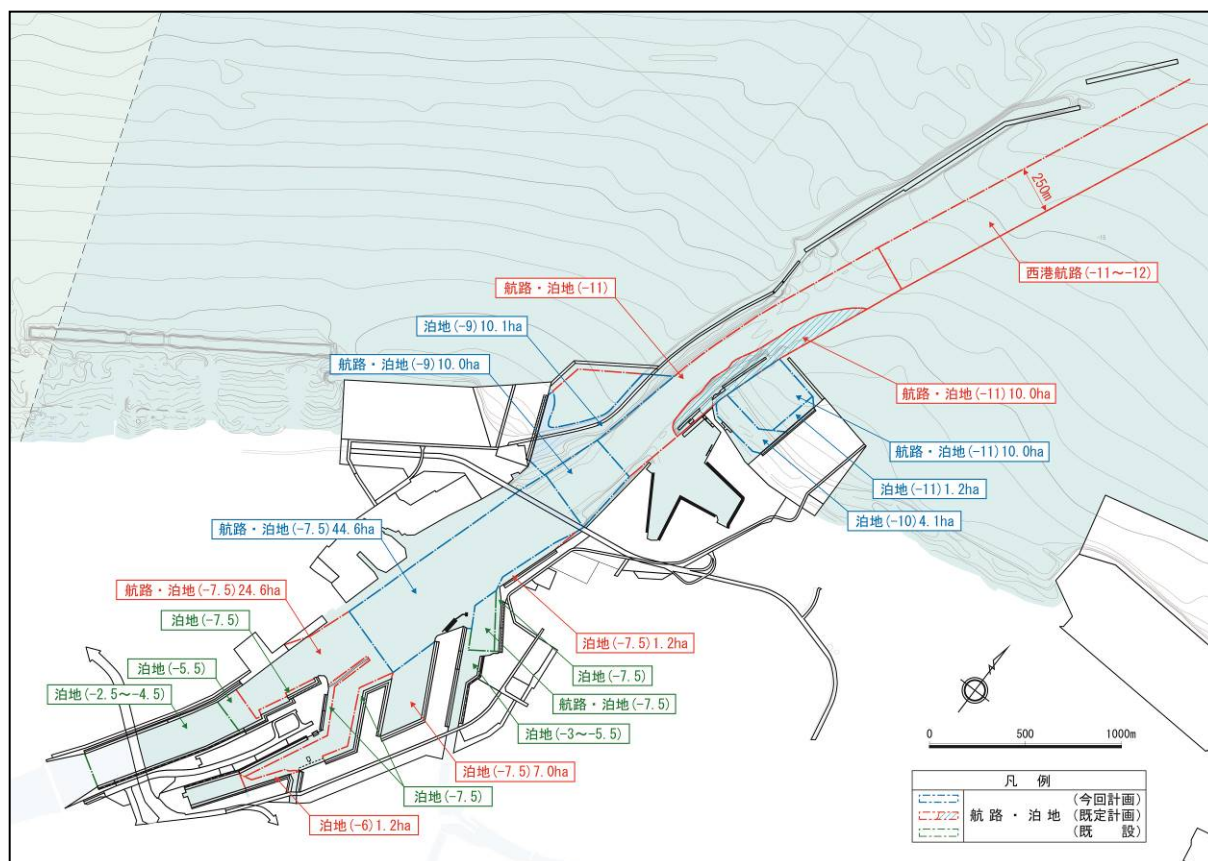 250m
西港航路(-11～-12)
航路・泊地(-11)
泊地(-9)10.1ha
航路・泊地(-9)10.0ha
航路・泊地(-11)10.0ha
航路・泊地(-11)10.0ha
泊地(-11)1.2ha
泊地(-10)4.1ha
航路・泊地(-7.5)44.6ha
航路・泊地(-7.5)24.6ha
泊地(-7.5)
泊地(-5.5)
泊地(-2.5～-4.5)
泊地(-7.5)1.2ha
泊地(-7.5)
航路・泊地(-7.5)
泊地(-3～-5.5)
泊地(-7.5)7.0ha
泊地(-7.5)
泊地(-6)1.2ha
0 500 1000m
凡 例
航路・泊地
(今回計画)
(既定計画)
(既 設)